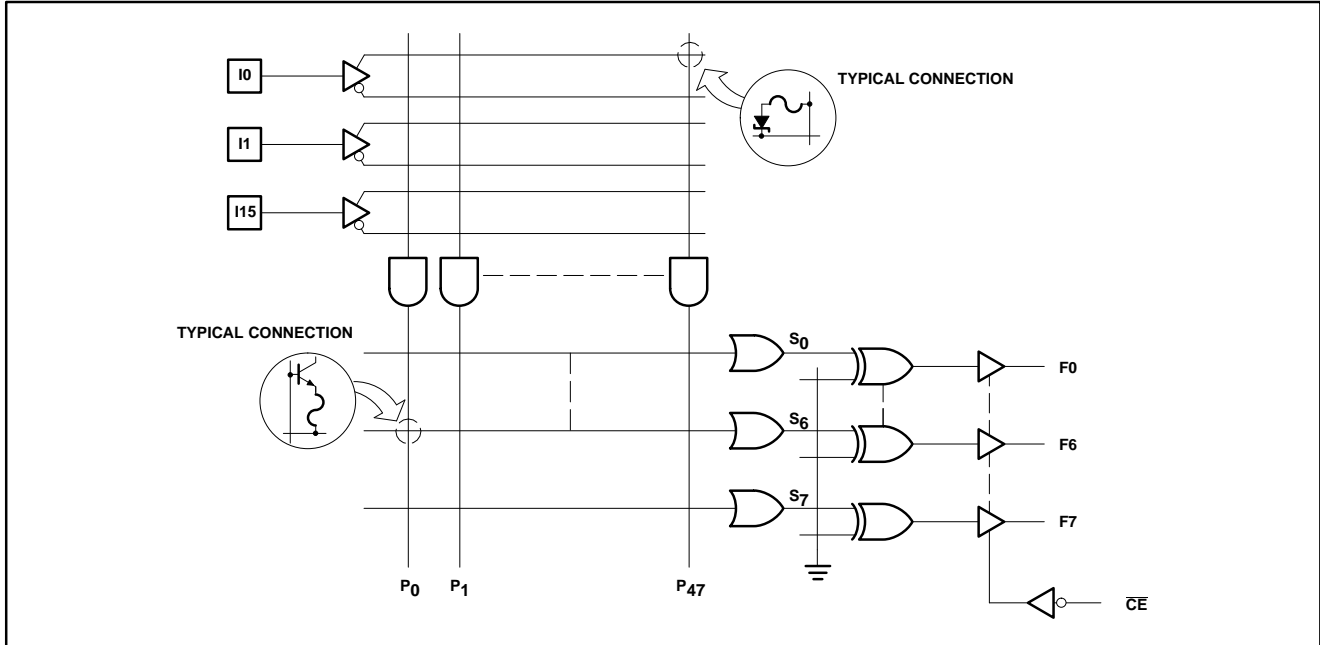 I0
TYPICAL CONNECTION
I1
I15
TYPICAL CONNECTION
S0
F0
S6
F6
S7
F7
P0 P1 P47
CE